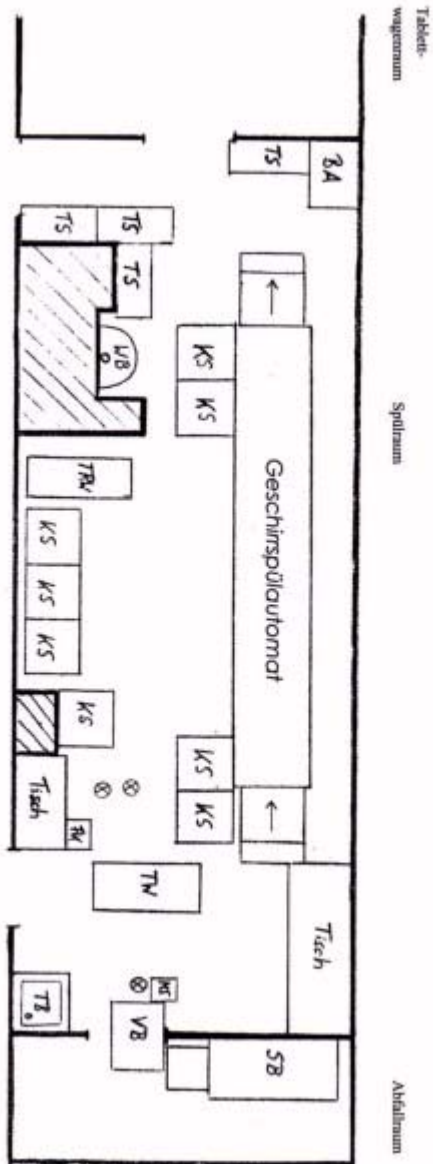 Tablett-
wagenraum
Spülraum
Abfallraum
BA
TS
←
Geschirrspülautomat
←
Tisch
SB
KS
KS
KS
KS
VB
TW
TS
TS
TS
WB
TRW
KS
KS
KS
KS
Tisch
TB